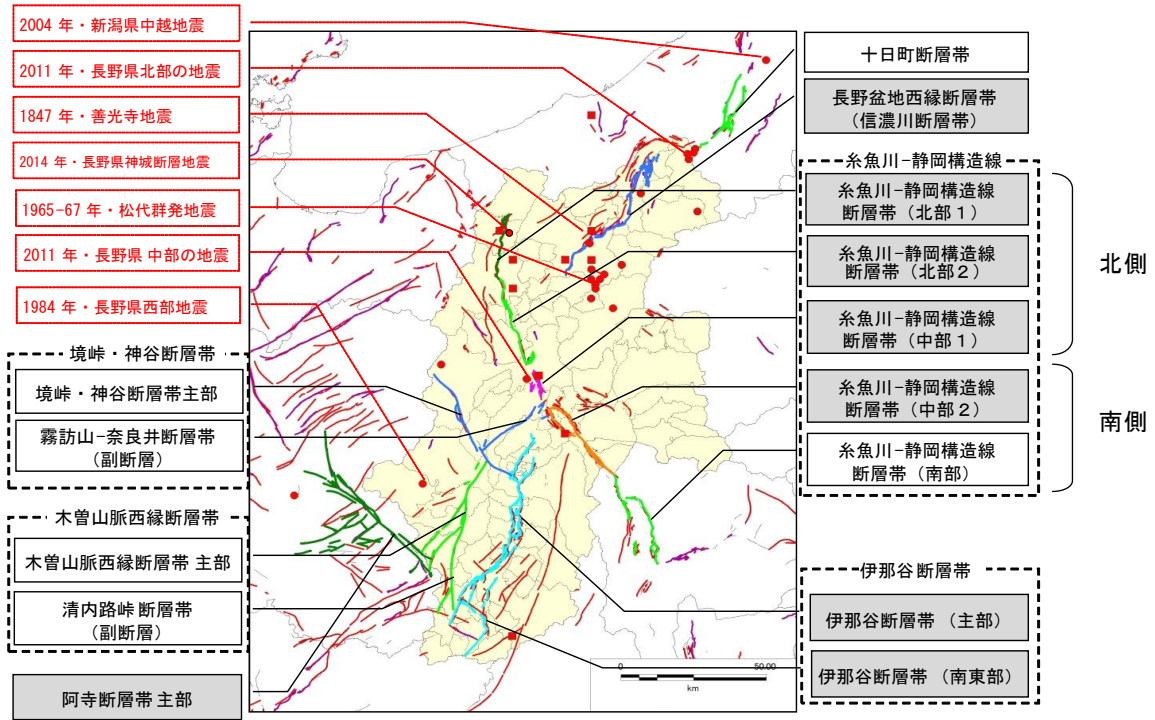 2004 年・新潟県中越地震
2011 年・長野県北部の地震
1847 年・善光寺地震
2014 年・長野県神城断層地震
1965-67 年・松代群発地震
2011 年・長野県 中部の地震
1984 年・長野県西部地震
境峠・神谷断層帯
境峠・神谷断層帯主部
霧訪山-奈良井断層帯
(副断層)
木曽山脈西縁断層帯
木曽山脈西縁断層帯 主部
清内路峠 断層帯
(副断層)
阿寺断層帯 主部
十日町断層帯
長野盆地西縁断層帯
(信濃川断層帯)
糸魚川-静岡構造線
糸魚川-静岡構造線
断層帯(北部1)
糸魚川-静岡構造線
断層帯(北部2)
糸魚川-静岡構造線
断層帯(中部1)
糸魚川-静岡構造線
断層帯(中部2)
糸魚川-静岡構造線
断層帯(南部)
北側
南側
伊那谷断層帯
伊那谷断層帯 (主部)
伊那谷断層帯 (南東部)
0 50.00
km